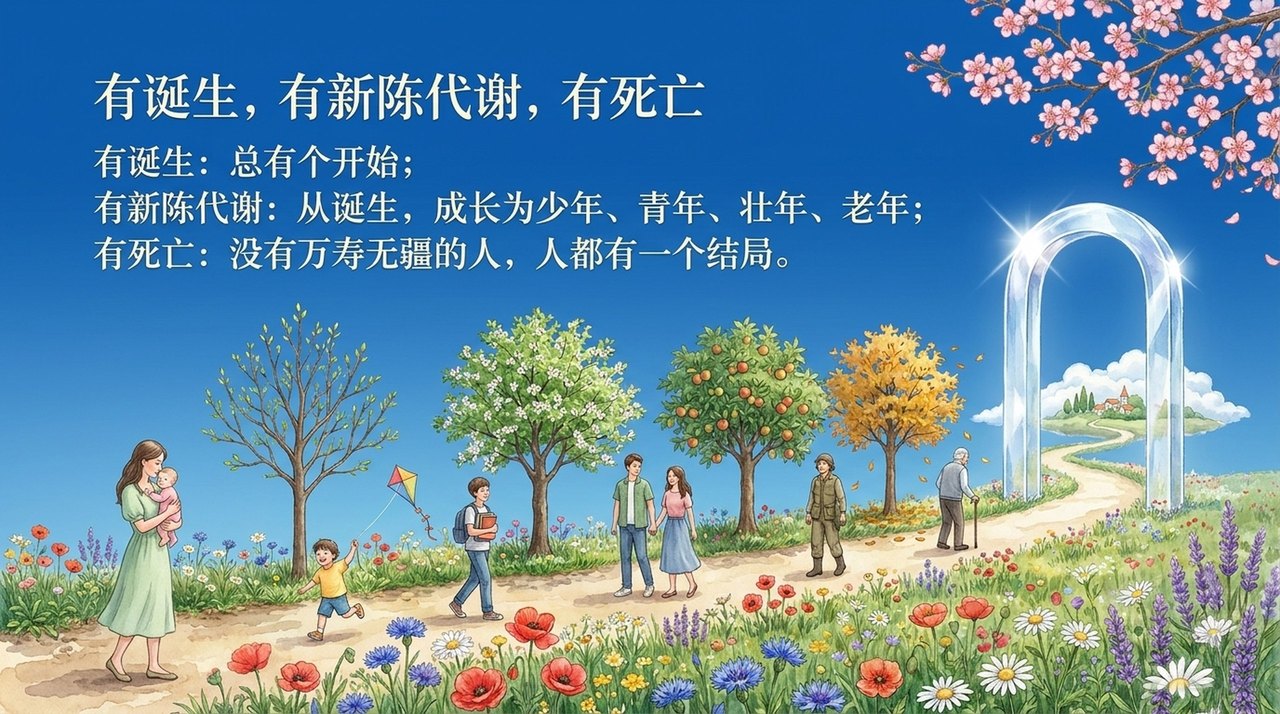 有诞生，有新陈代谢，有死亡
有诞生：总有个开始；
有新陈代谢：从诞生，成长为少年、青年、壮年、老年；
有死亡：没有万寿无疆的人，人都有一个结局。